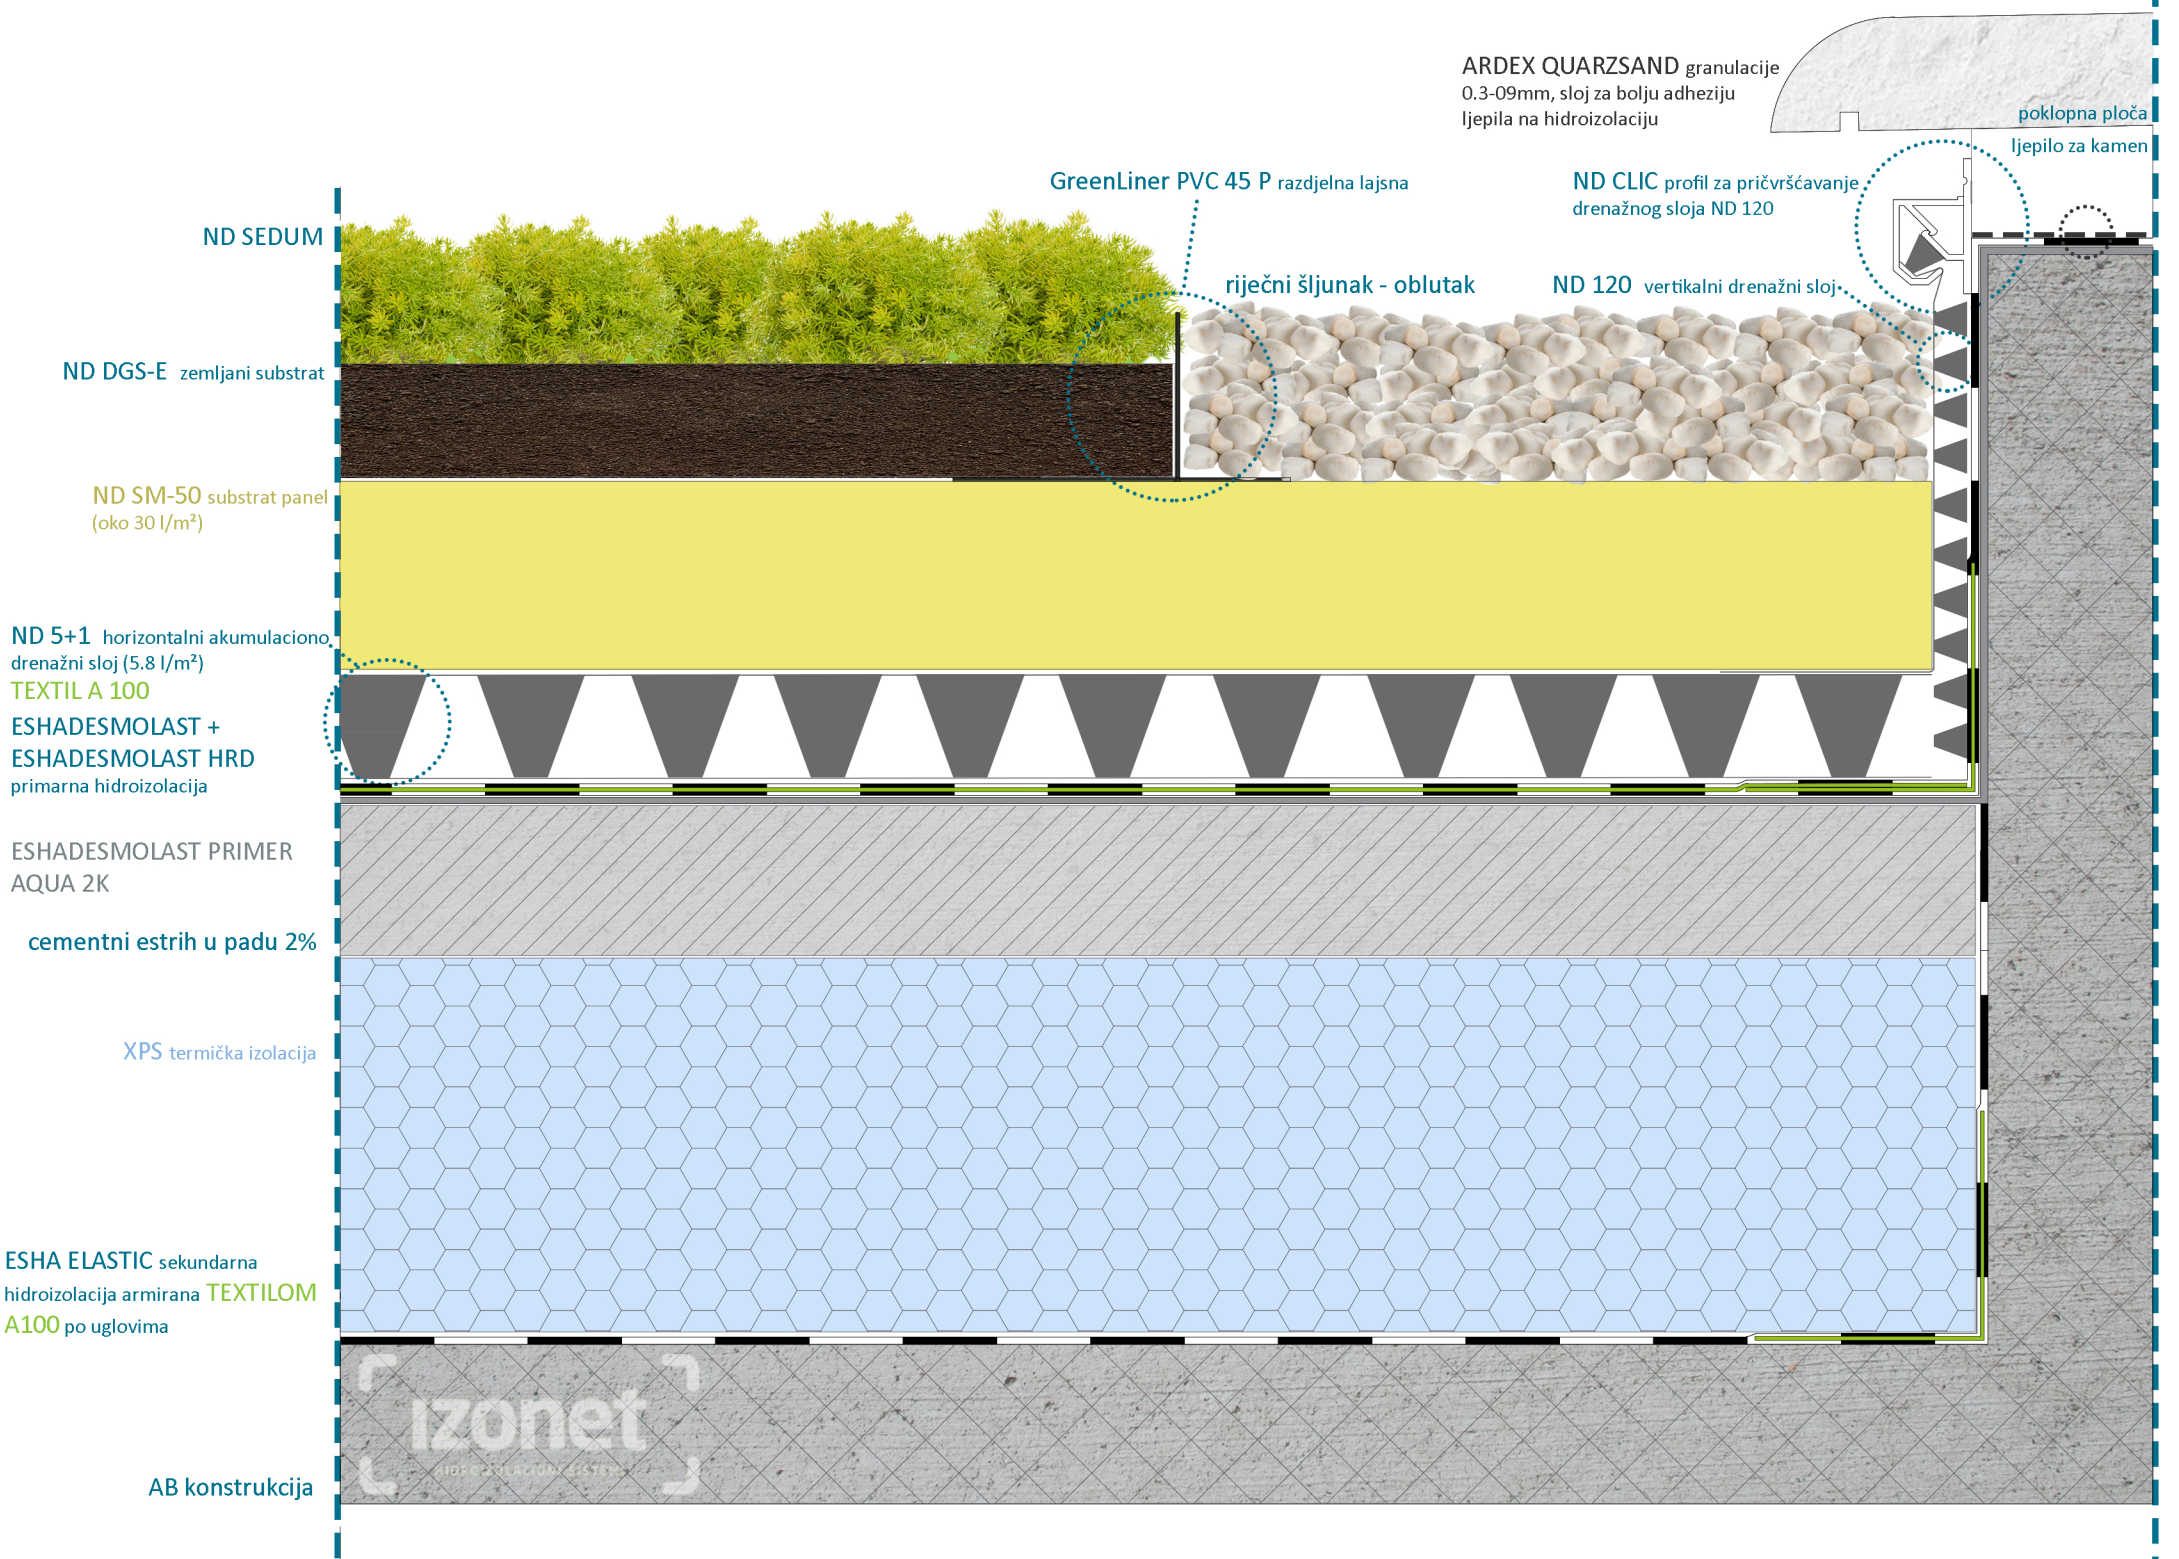 ARDEX QUARZSAND granulacije
0.3-09mm, sloj za bolju adheziju
ljepila na hidroizolaciju
poklopna ploča
ljepilo za kamen
GreenLiner PVC 45 P razdjelna lajsna
ND CLIC profil za pričvršćavanje
drenažnog sloja ND 120
ND SEDUM
riječni šljunak - oblutak
ND 120 vertikalni drenažni sloj
ND DGS-E zemljani substrat
ND SM-50 substrat panel
(oko 30 l/m²)
ND 5+1 horizontalni akumulaciono
drenažni sloj (5.8 l/m²)
TEXTIL A 100
ESHADESMOLAST +
ESHADESMOLAST HRD
primarna hidroizolacija
ESHADESMOLAST PRIMER
AQUA 2K
cementni estrih u padu 2%
XPS termička izolacija
ESHA ELASTIC sekundarna
hidroizolacija armirana TEXTILOM
A100 po uglovima
izonet
HIDROIZOLACIONI SISTEMI
AB konstrukcija